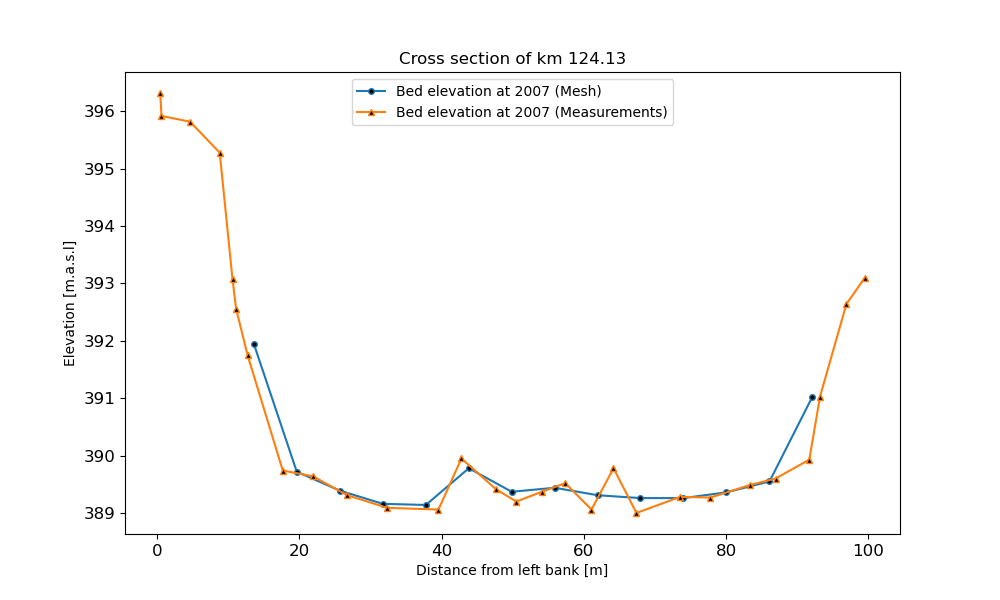 Cross section of km 124.13
Bed elevation at 2007 (Mesh)
Bed elevation at 2007 (Measurements)
Elevation [m.a.s.l]
396
395
394
393
392
391
390
389
0 20 40 60 80 100
Distance from left bank [m]